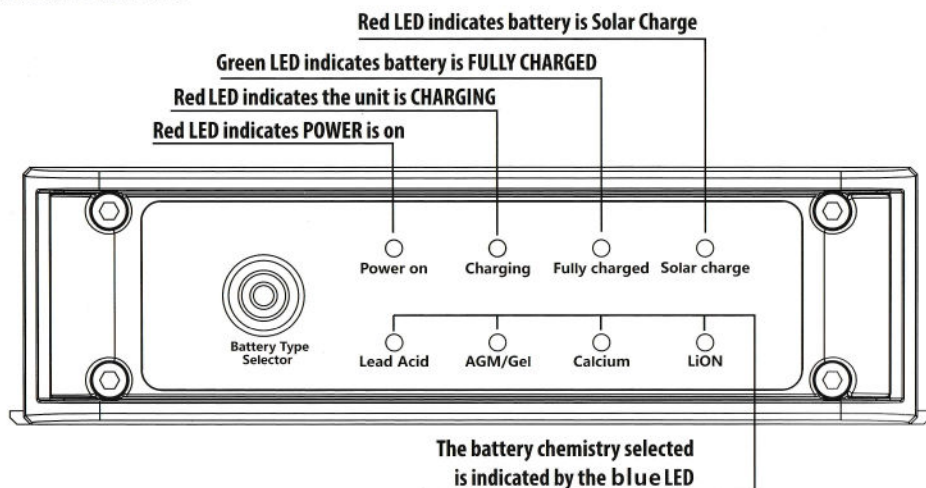 Red LED indicates battery is Solar Charge
Green LED indicates battery is FULLY CHARGED
Red LED indicates the unit is CHARGING
Red LED indicates POWER is on
Power on
Charging
Fully charged
Solar charge
Battery Type
Selector
Lead Acid
AGM/Gel
Calcium
LiON
The battery chemistry selected
is indicated by the blue LED